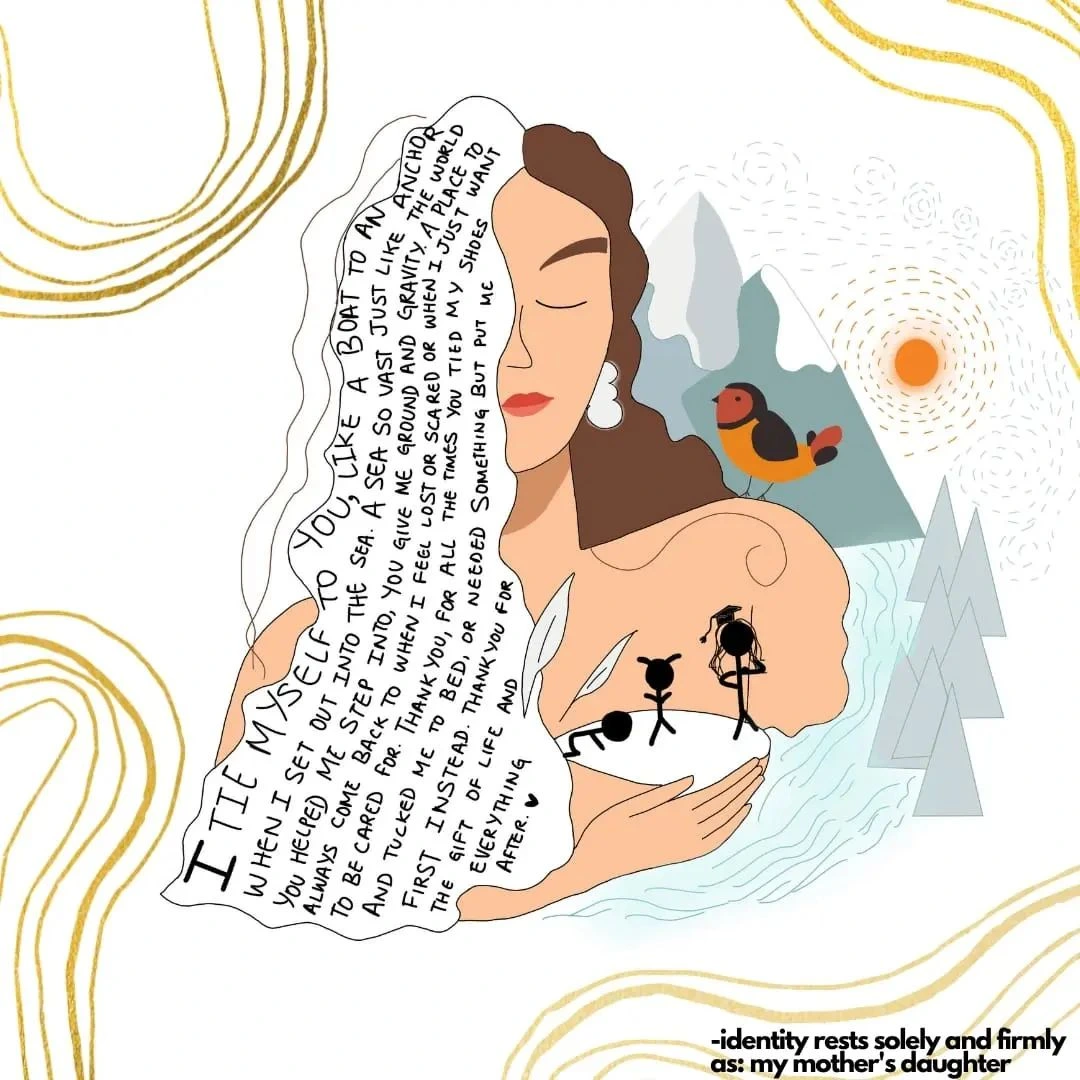 I TIE MYSELF TO YOU, LIKE A BOAT TO AN ANCHOR
WHEN I SET OUT INTO THE SEA. A SEA SO VAST JUST LIKE THE WORLD
YOU HELPED ME STEP INTO, YOU GIVE ME GROUND AND GRAVITY. A PLACE TO
ALWAYS COME BACK TO WHEN I FEEL LOST OR SCARED OR WHEN I JUST WANT
TO BE CARED FOR. THANK YOU, FOR ALL THE TIMES YOU TIED MY SHOES
AND TUCKED ME TO BED, OR NEEDED SOMETHING BUT PUT ME
FIRST INSTEAD. THANK YOU FOR
THE GIFT OF LIFE AND
EVERYTHING
AFTER. ♥
-identity rests solely and firmly
as: my mother's daughter